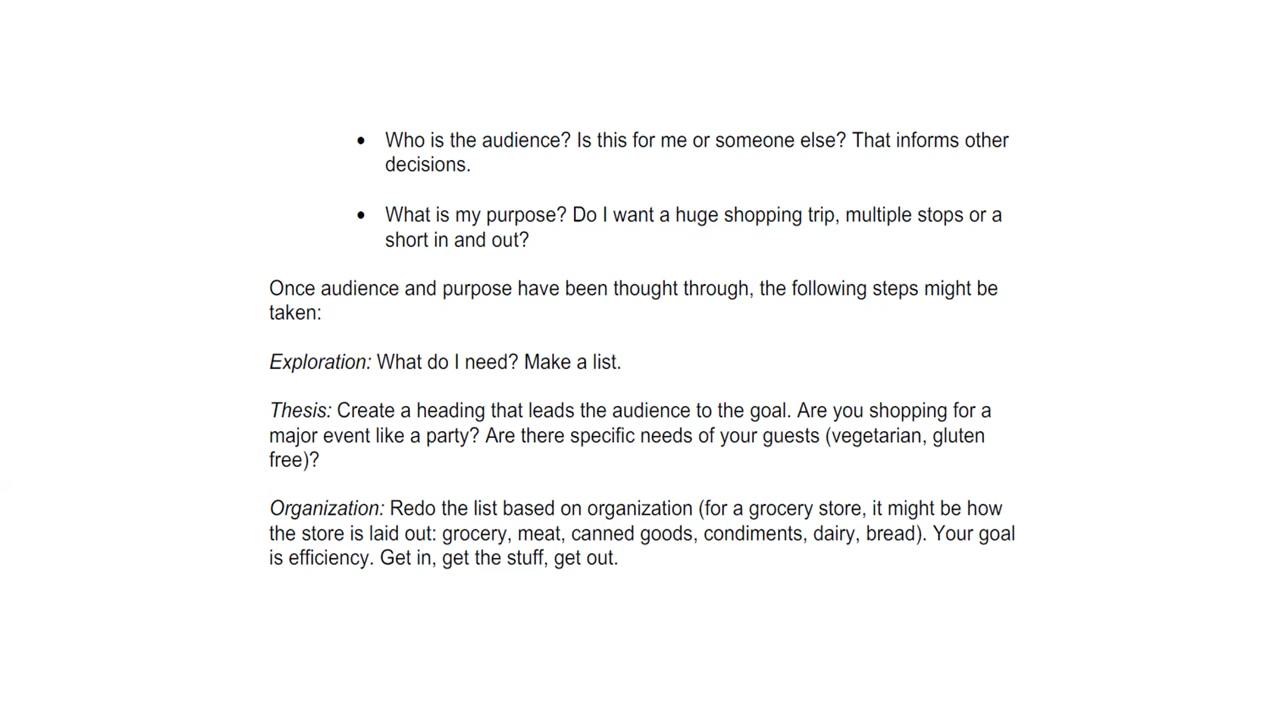 • Who is the audience? Is this for me or someone else? That informs other
decisions.
• What is my purpose? Do I want a huge shopping trip, multiple stops or a
short in and out?
Once audience and purpose have been thought through, the following steps might be
taken:
Exploration: What do I need? Make a list.
Thesis: Create a heading that leads the audience to the goal. Are you shopping for a
major event like a party? Are there specific needs of your guests (vegetarian, gluten
free)?
Organization: Redo the list based on organization (for a grocery store, it might be how
the store is laid out: grocery, meat, canned goods, condiments, dairy, bread). Your goal
is efficiency. Get in, get the stuff, get out.